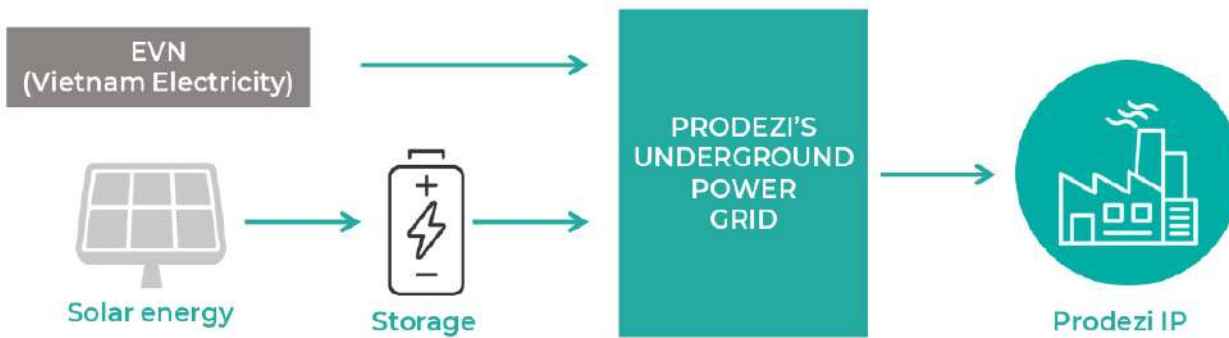 EVN
(Vietnam Electricity)
PRODEZI'S
UNDERGROUND
POWER
GRID
Solar energy
Storage
Prodezi IP